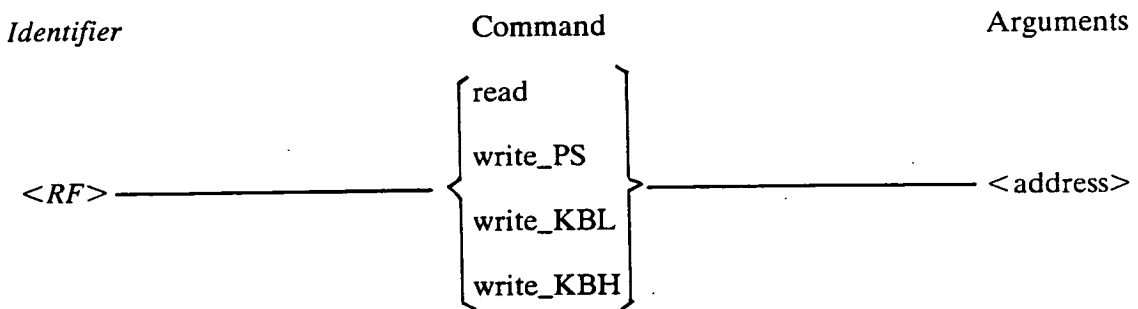 Identifier Command Arguments
read
write_PS
<RF> <address>
write_KBL
write_KBH